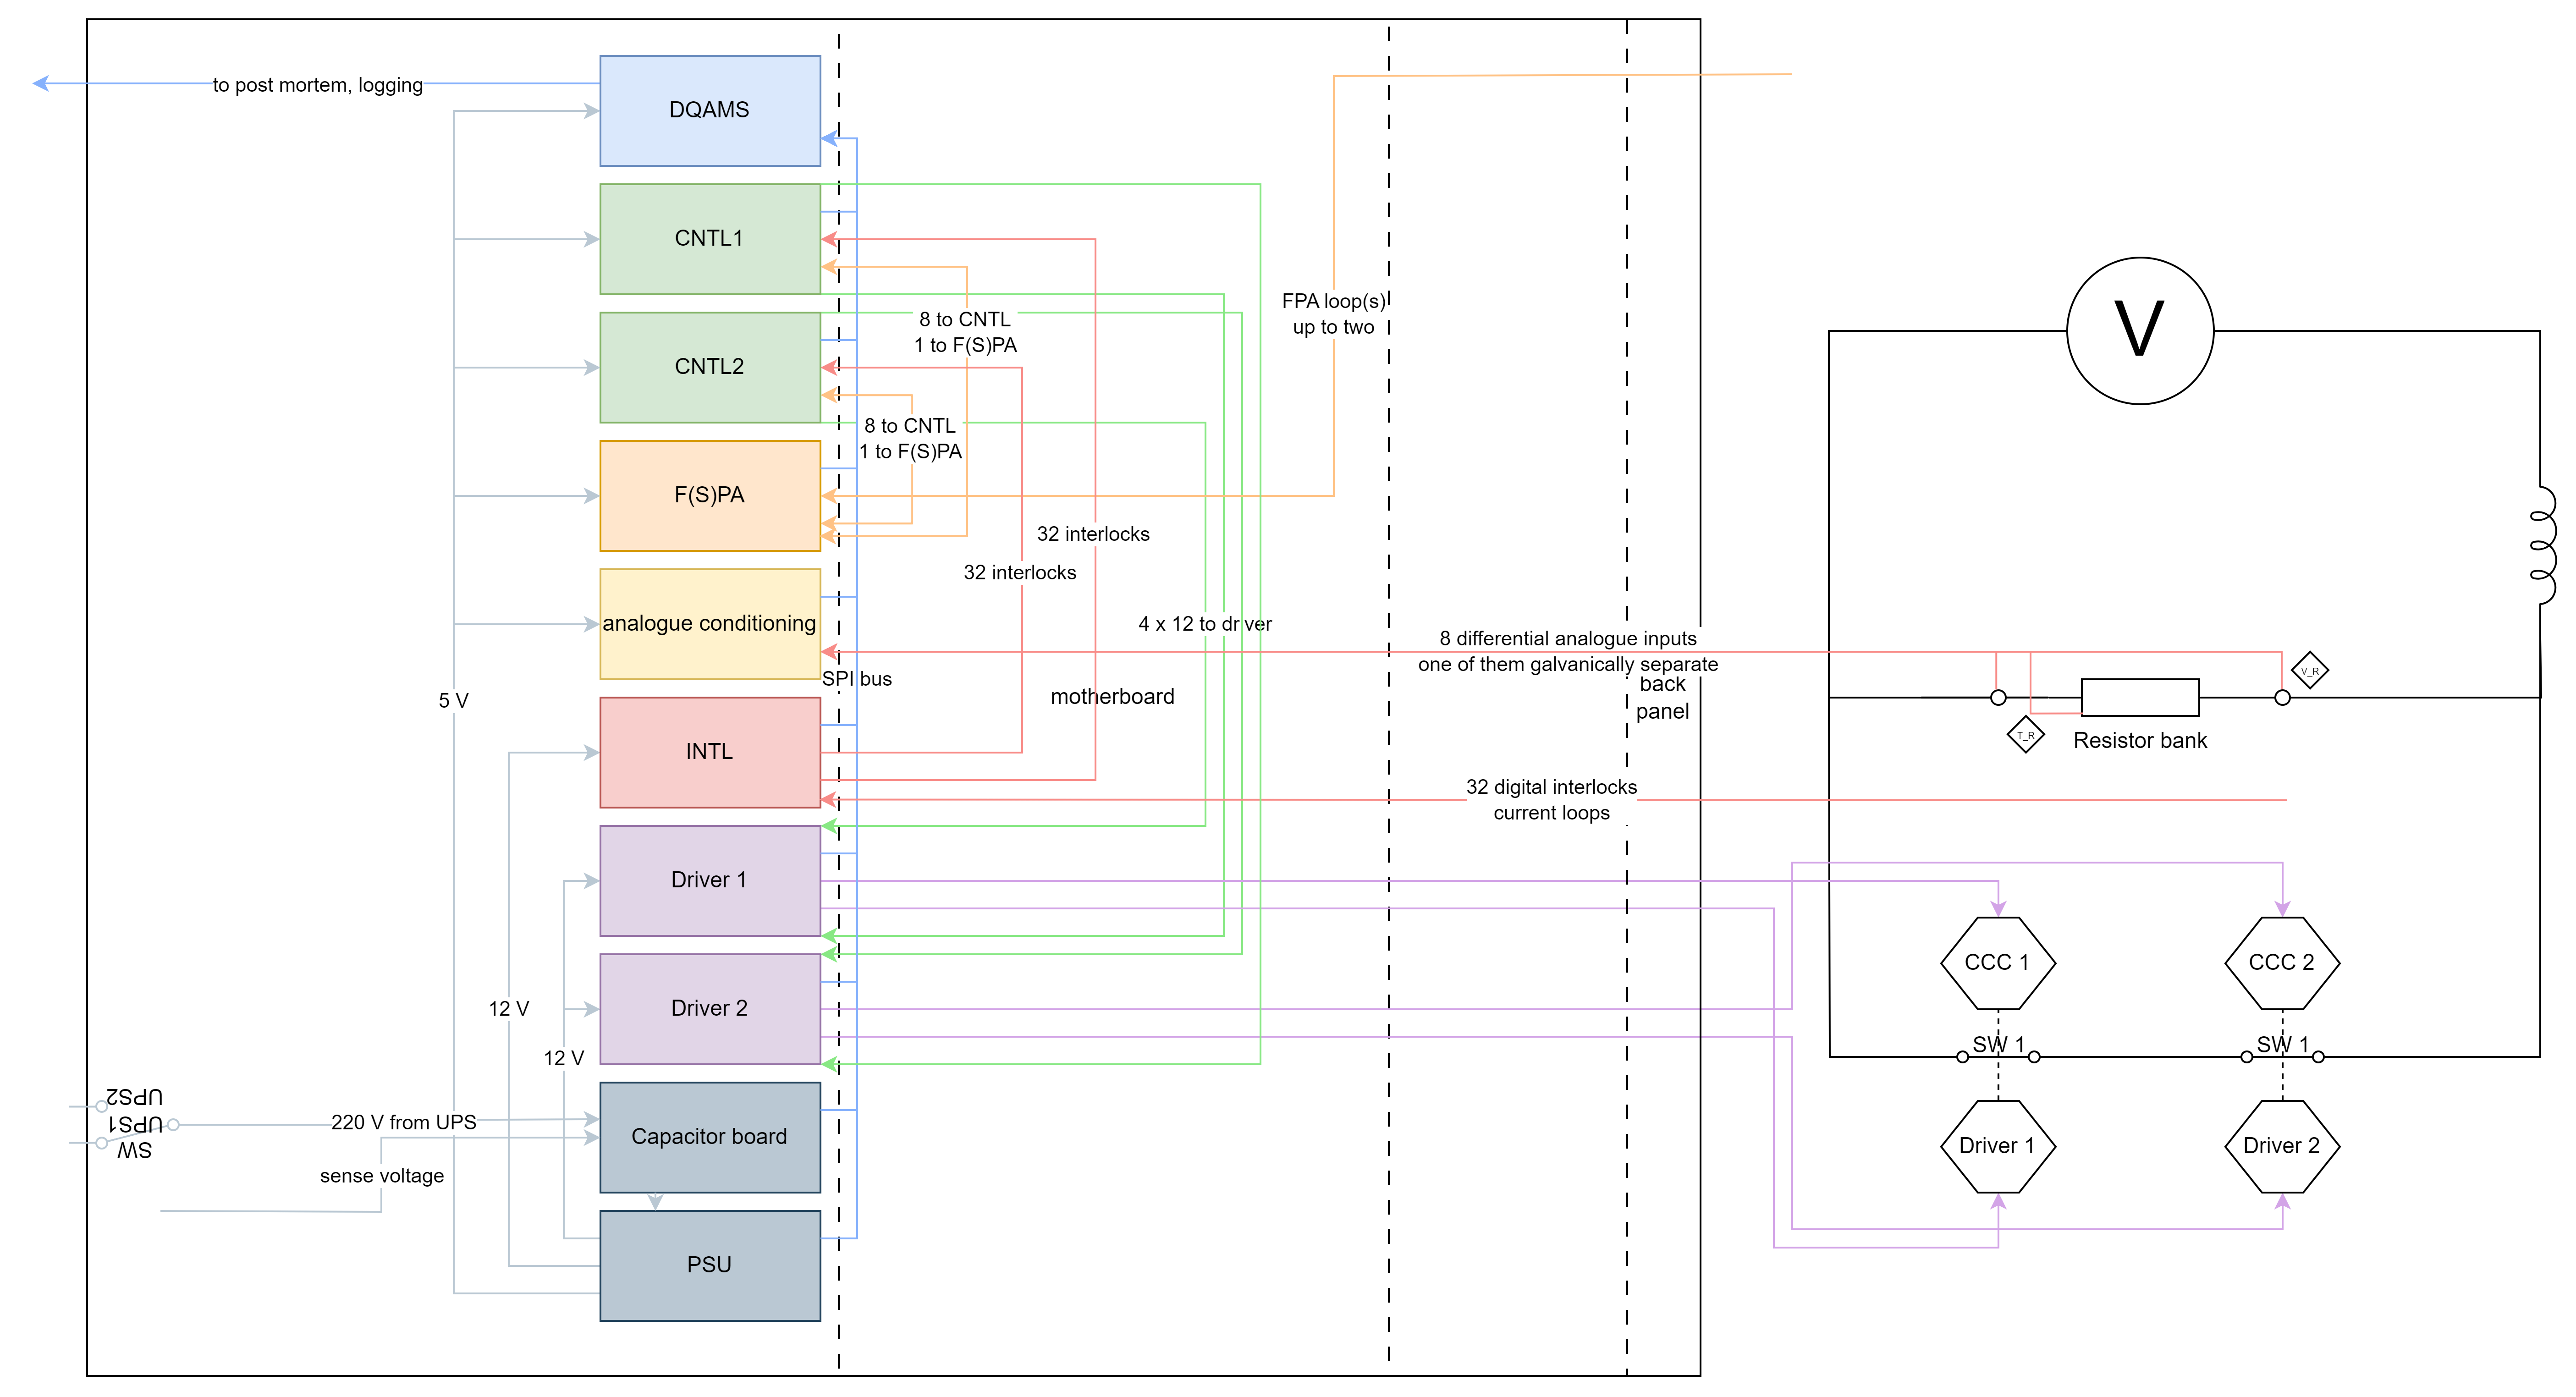 to post mortem, logging
DQAMS
CNTL1
8 to CNTL
1 to F(S)PA
FPA loop(s)
up to two
V
CNTL2
8 to CNTL
1 to F(S)PA
F(S)PA
32 interlocks
32 interlocks
analogue conditioning
4 x 12 to driver
8 differential analogue inputs
one of them galvanically separate
SPI bus
motherboard
back
panel
V_R
T_R
Resistor bank
5 V
INTL
32 digital interlocks
current loops
Driver 1
CCC 1
CCC 2
12 V
Driver 2
12 V
SW 1
SW 1
UPS2
UPS1
SW
220 V from UPS
Capacitor board
sense voltage
Driver 1
Driver 2
PSU